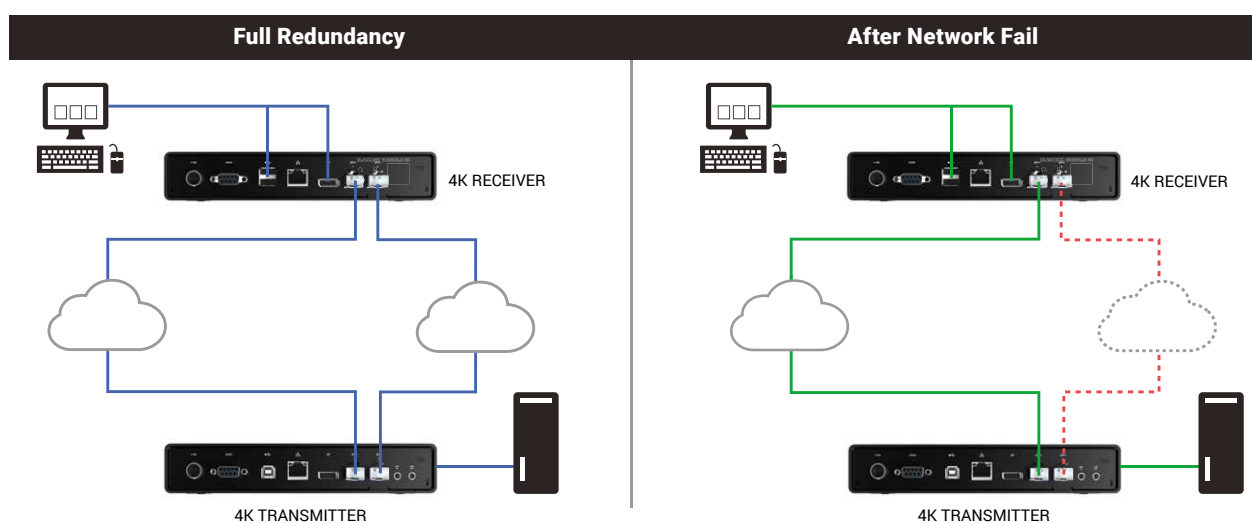 Full Redundancy
After Network Fail
4K RECEIVER
4K RECEIVER
4K TRANSMITTER
4K TRANSMITTER